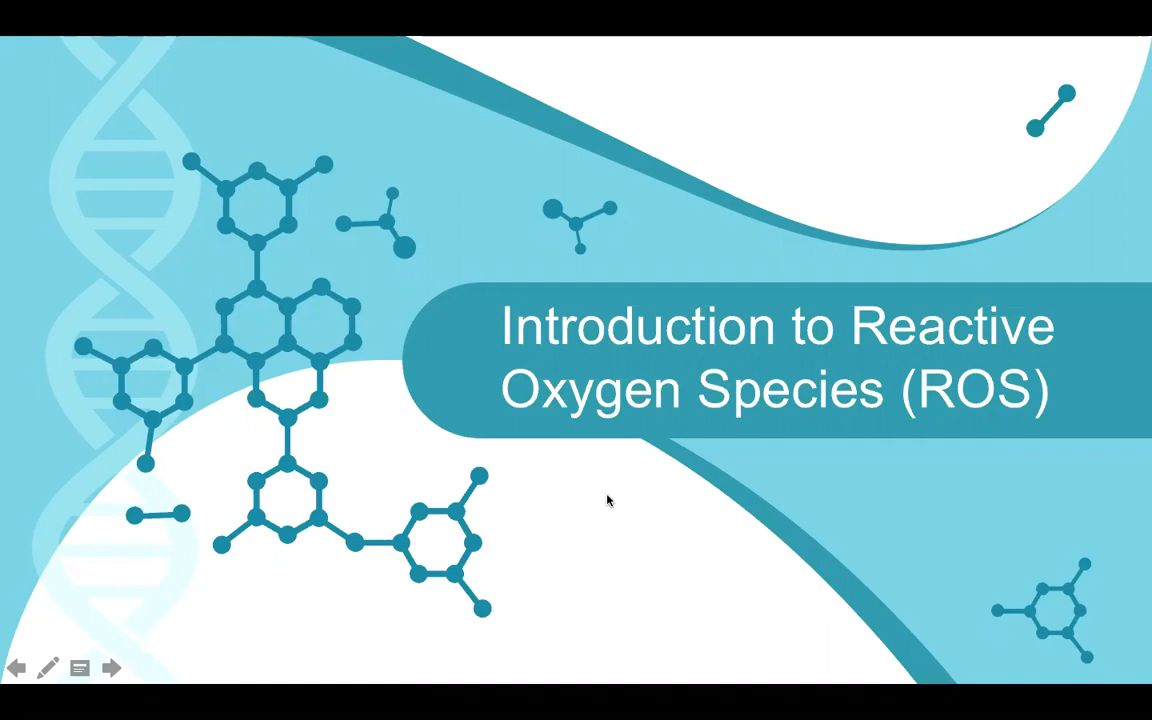 Introduction to Reactive
Oxygen Species (ROS)